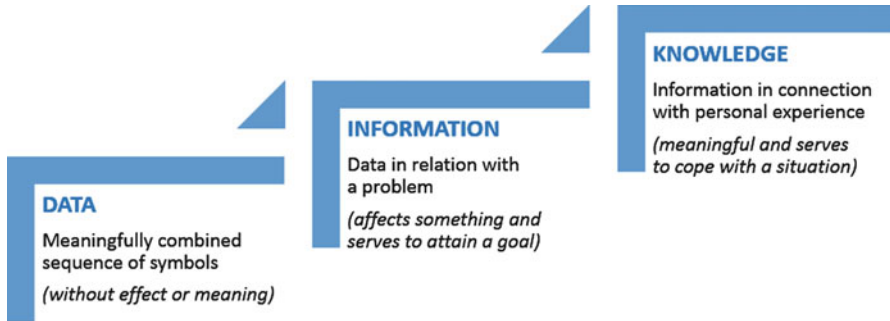 DATA
Meaningfully combined
sequence of symbols
(without effect or meaning)
INFORMATION
Data in relation with
a problem
(affects something and
serves to attain a goal)
KNOWLEDGE
Information in connection
with personal experience
(meaningful and serves
to cope with a situation)